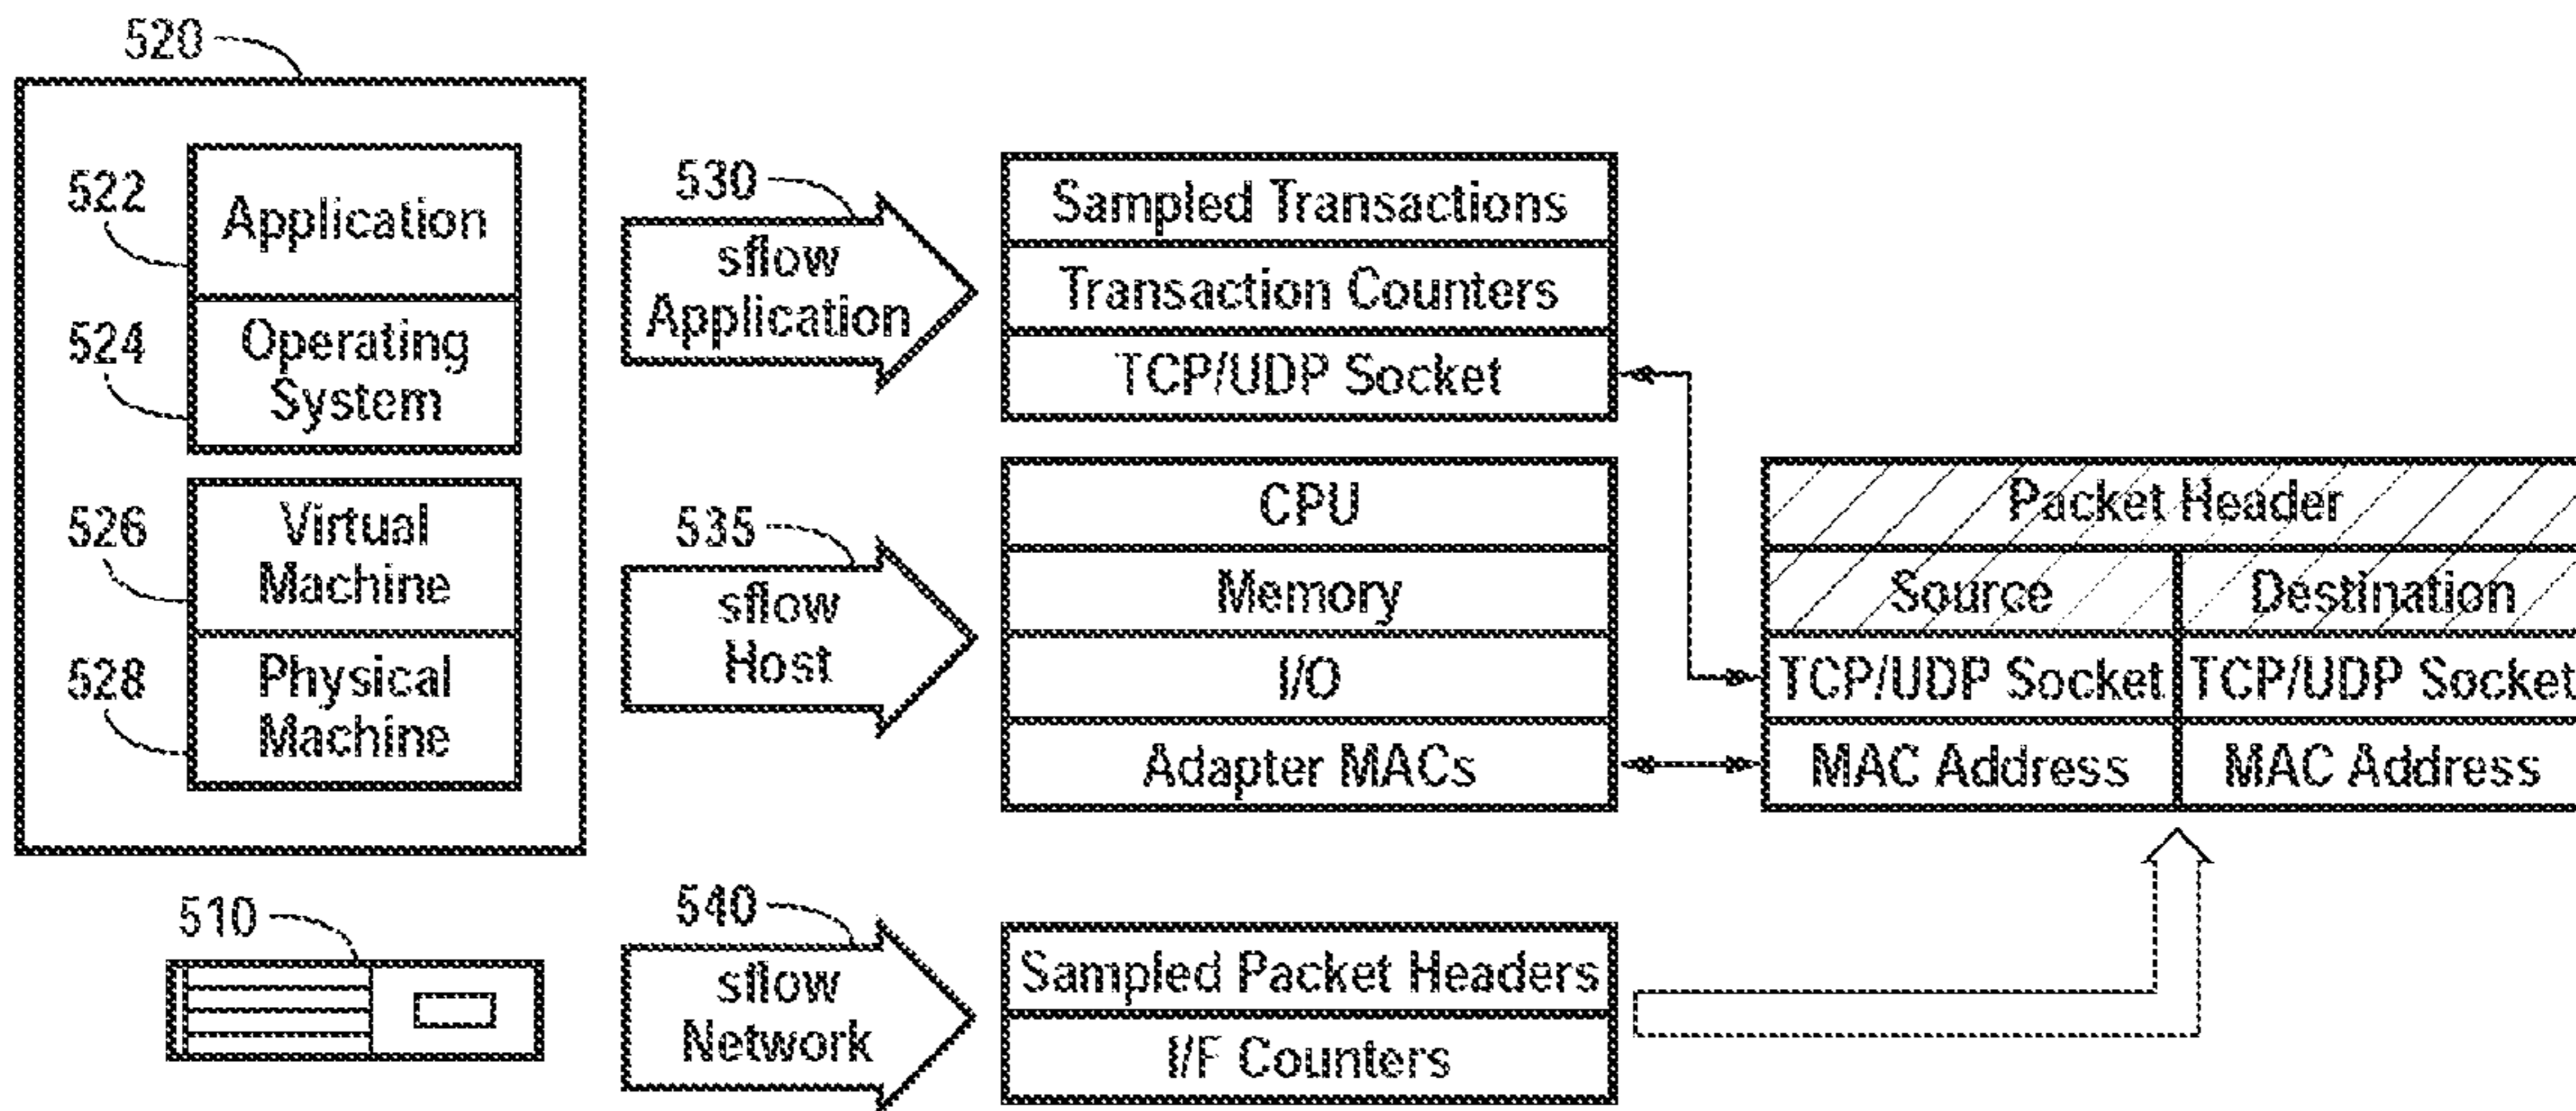 520
522
Application
524
Operating
System
526
Virtual
Machine
528
Physical
Machine
510
530
sflow
Application
535
sflow
Host
540
sflow
Network
Sampled Transactions
Transaction Counters
TCP/UDP Socket
CPU
Memory
I/O
Adapter MACs
Sampled Packet Headers
I/F Counters
Packet Header
Source Destination
TCP/UDP Socket TCP/UDP Socket
MAC Address MAC Address